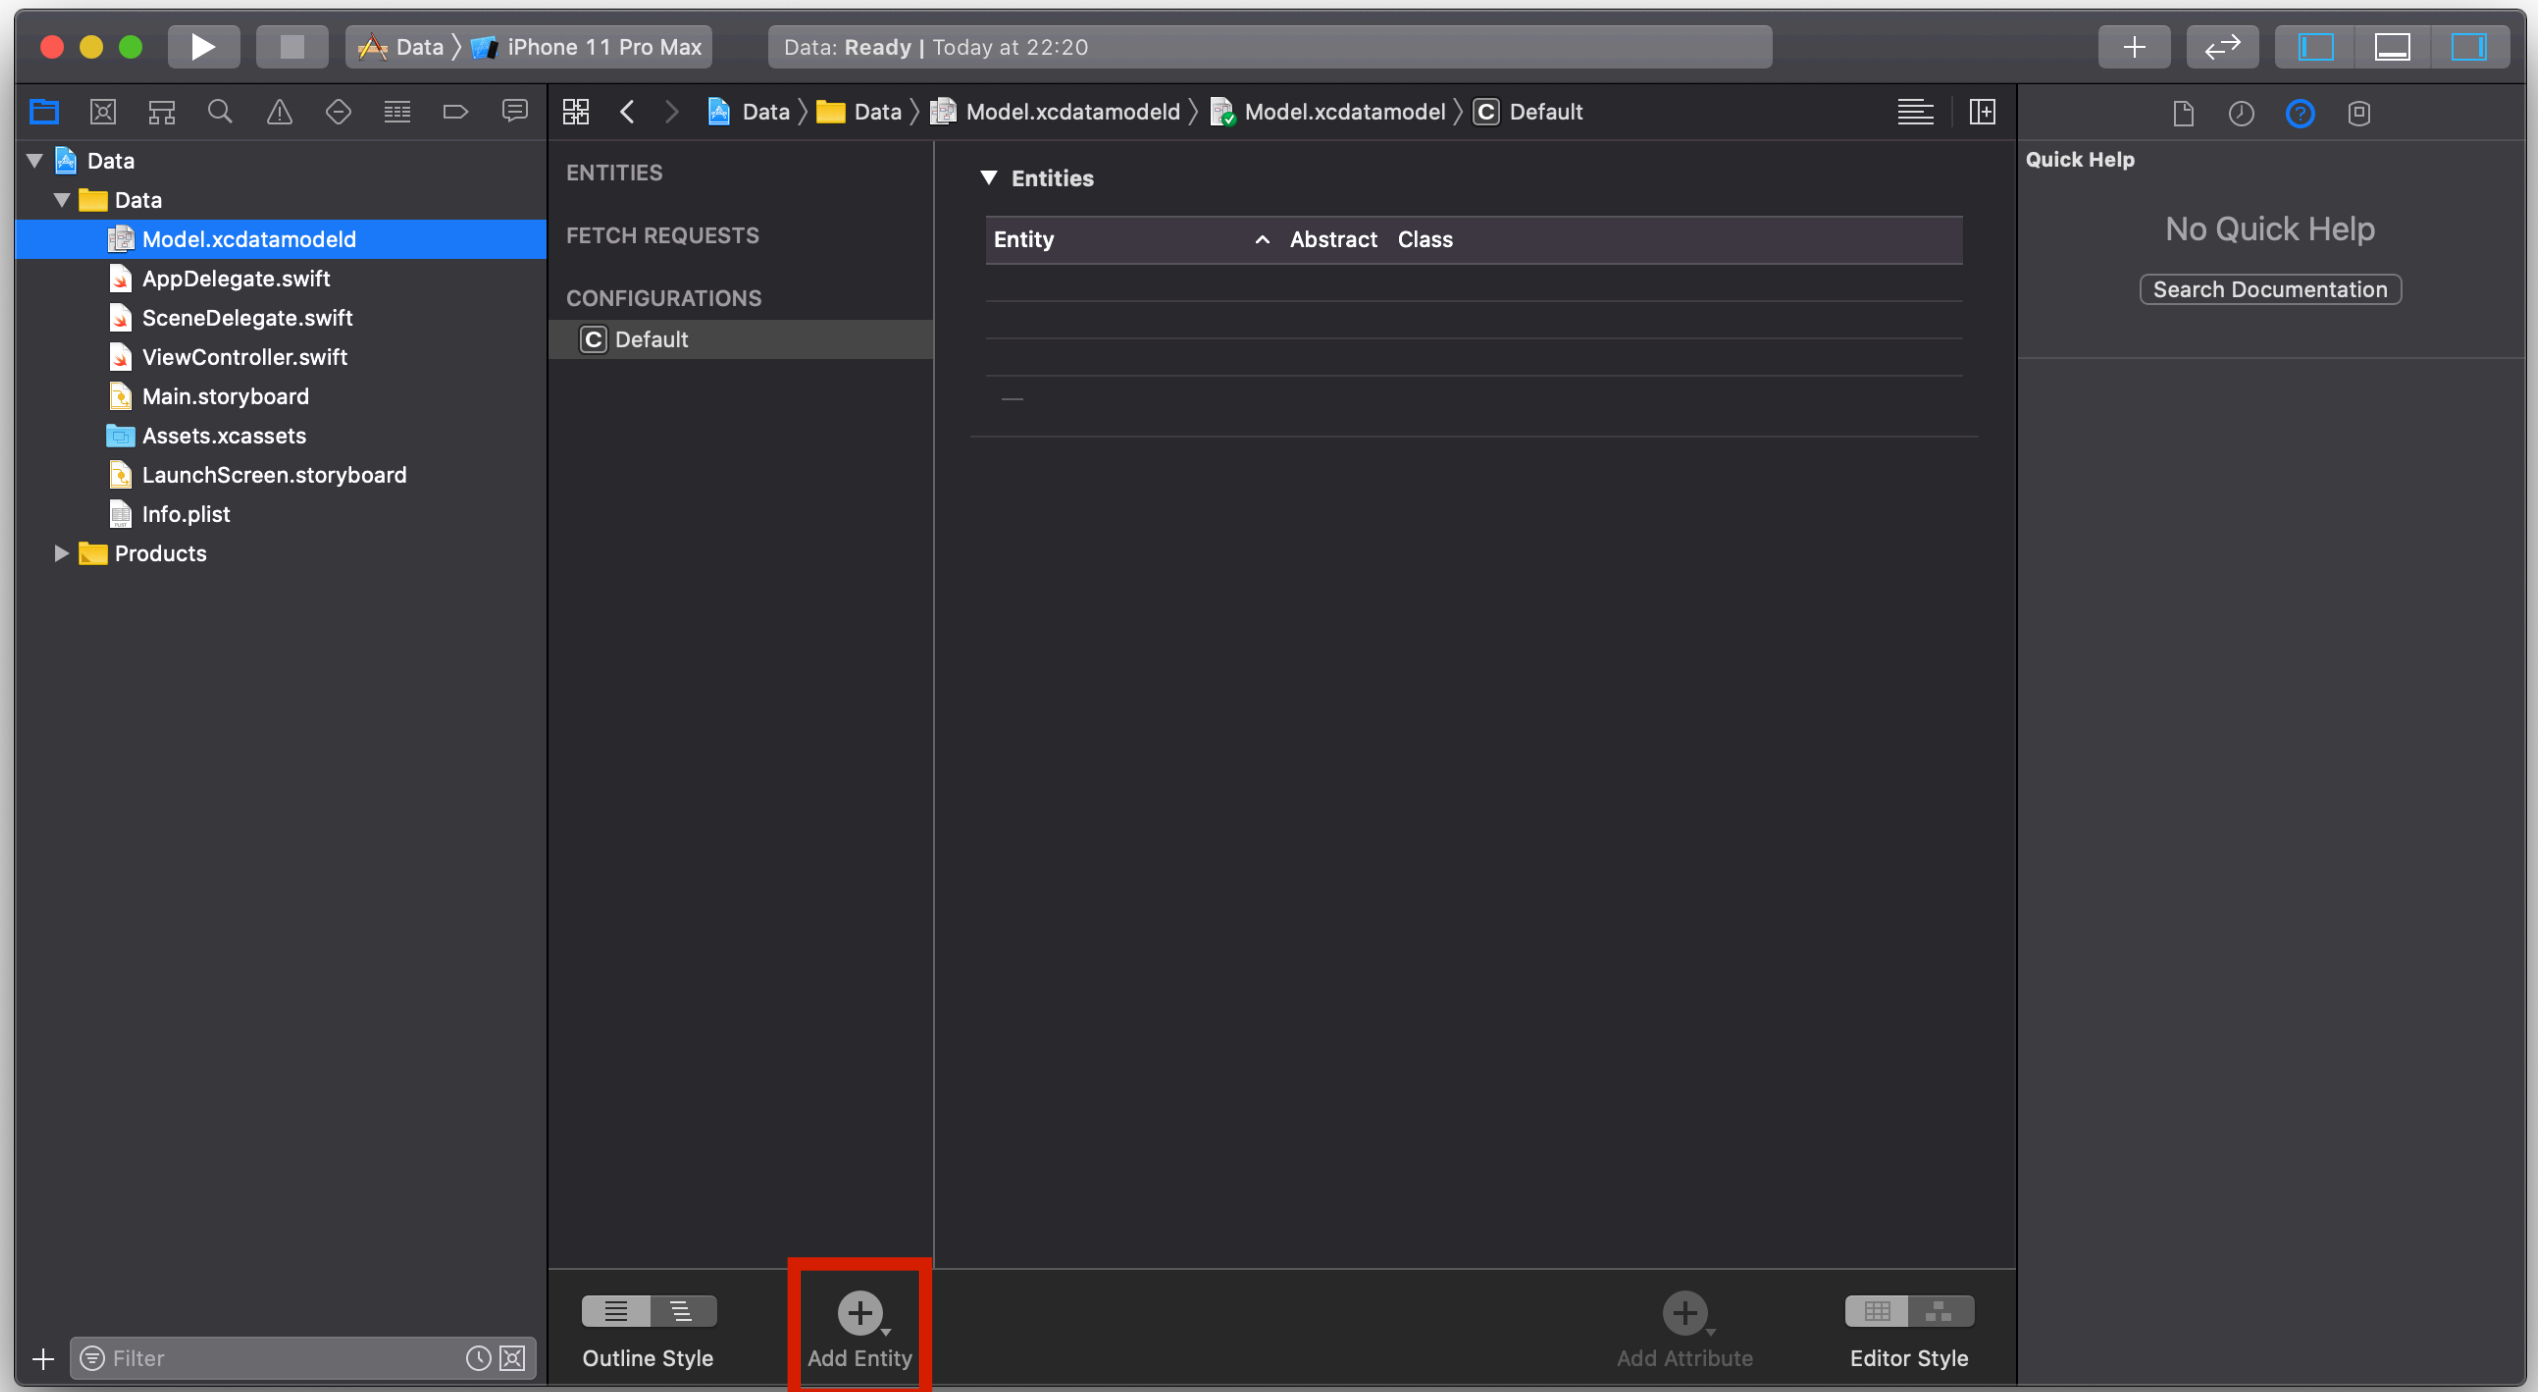 Data 〉 iPhone 11 Pro Max
Data: Ready | Today at 22:20
Data 〉 Data 〉 Model.xcdatamodeld 〉 Model.xcdatamodel 〉 C Default
Data
Data
Model.xcdatamodeld
AppDelegate.swift
SceneDelegate.swift
ViewController.swift
Main.storyboard
Assets.xcassets
LaunchScreen.storyboard
Info.plist
Products
Filter
ENTITIES
FETCH REQUESTS
CONFIGURATIONS
C Default
Entities
Entity Abstract Class
Outline Style
Add Entity
Add Attribute
Editor Style
Quick Help
No Quick Help
Search Documentation